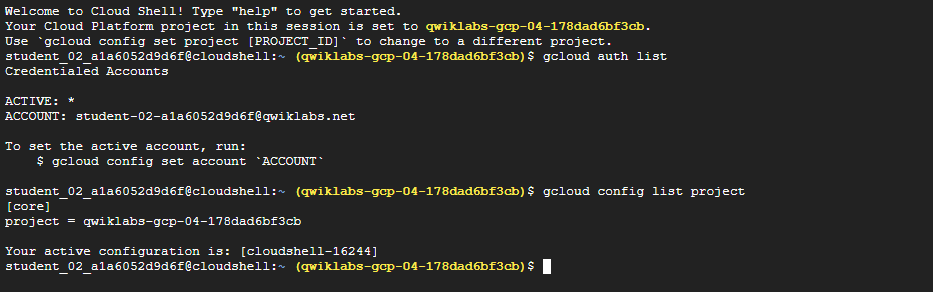 Welcome to Cloud Shell! Type "help" to get started.
Your Cloud Platform project in this session is set to qwiklabs-gcp-04-178dad6bf3cb.
Use `gcloud config set project [PROJECT_ID]` to change to a different project.
student_02_a1a6052d9d6f@cloudshell:~ (qwiklabs-gcp-04-178dad6bf3cb)$ gcloud auth list
Credentialed Accounts
ACTIVE: *
ACCOUNT: student-02-a1a6052d9d6f@qwiklabs.net
To set the active account, run:
$ gcloud config set account `ACCOUNT`
student_02_a1a6052d9d6f@cloudshell:~ (qwiklabs-gcp-04-178dad6bf3cb)$ gcloud config list project
[core]
project = qwiklabs-gcp-04-178dad6bf3cb
Your active configuration is: [cloudshell-16244]
student_02_a1a6052d9d6f@cloudshell:~ (qwiklabs-gcp-04-178dad6bf3cb)$